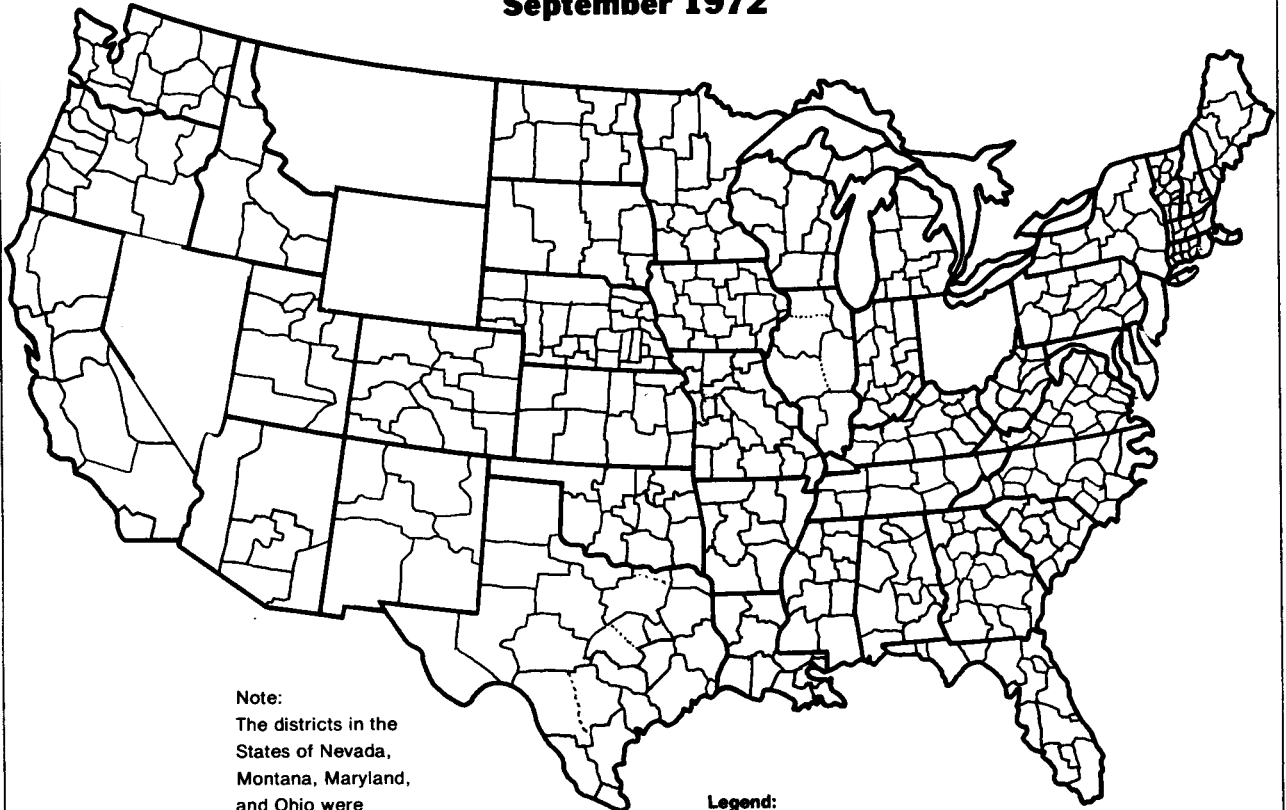 September 1972
Note:
The districts in the
States of Nevada,
Montana, Maryland,
and Ohio were
Legend: